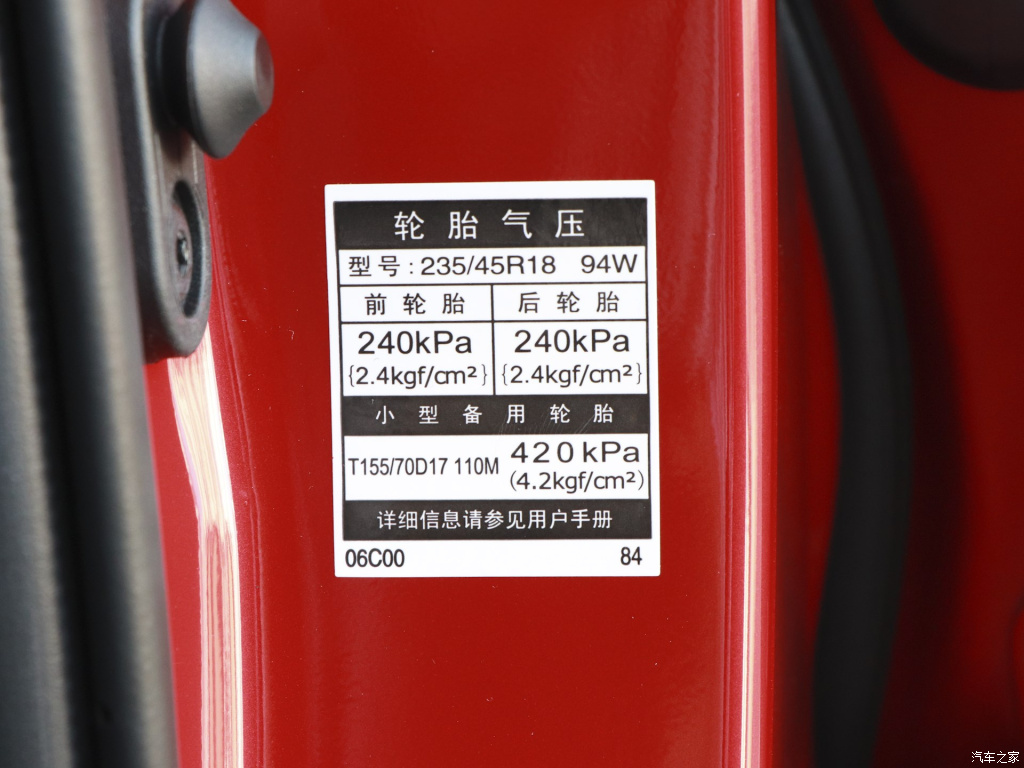 轮胎气压
型号:235/45R18 94W
前轮胎 后轮胎
240kPa 240kPa
{2.4kgf/cm²} {2.4kgf/cm²}
小型备用轮胎
T155/70D17 110M 420kPa
(4.2kgf/cm²)
详细信息请参见用户手册
06C00 84
汽车之家